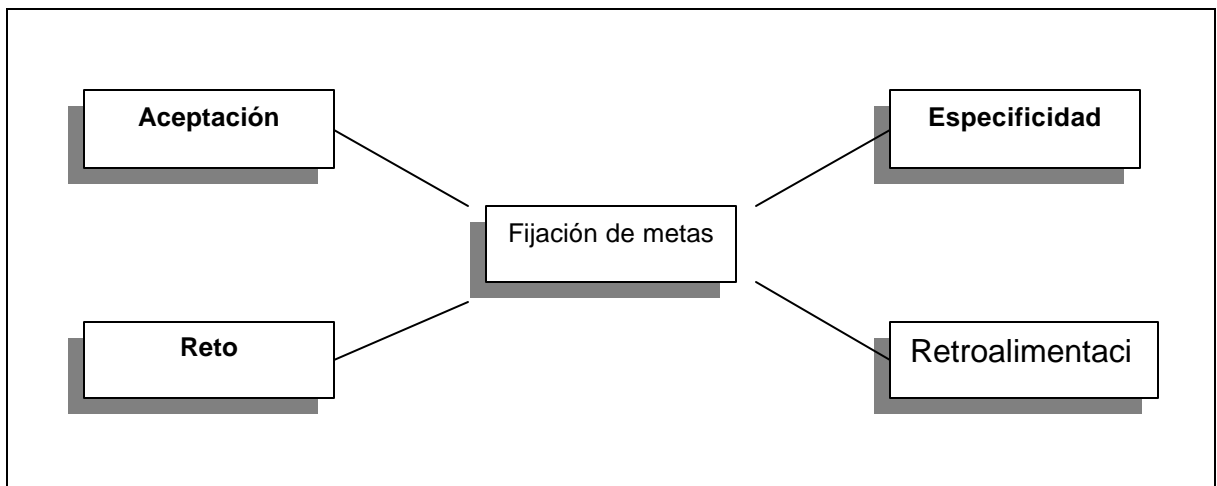 Aceptación
Especificidad
Fijación de metas
Reto
Retroalimentaci